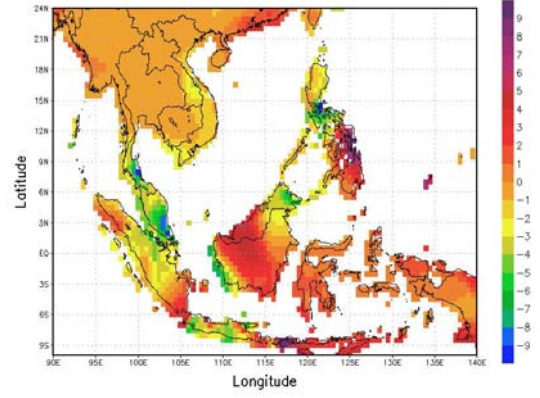 24N
21N
18N
15N
12N
9N
6N
3N
EQ
3S
6S
9S
90E 95E 100E 105E 110E 115E 120E 125E 130E 135E 140E
Latitude
Longitude
9
8
7
6
5
4
3
2
1
0
-1
-2
-3
-4
-5
-6
-7
-8
-9